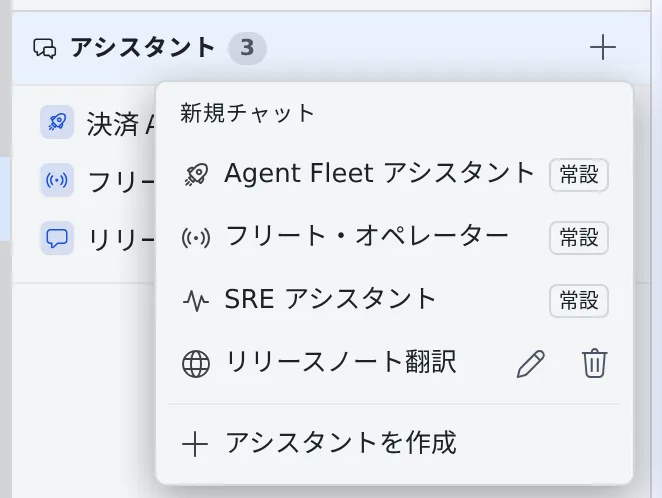 アシスタント 3
新規チャット
決済
Agent Fleet アシスタント 常設
フリー
フリート・オペレーター 常設
リリー
SRE アシスタント 常設
リリースノート翻訳
アシスタントを作成